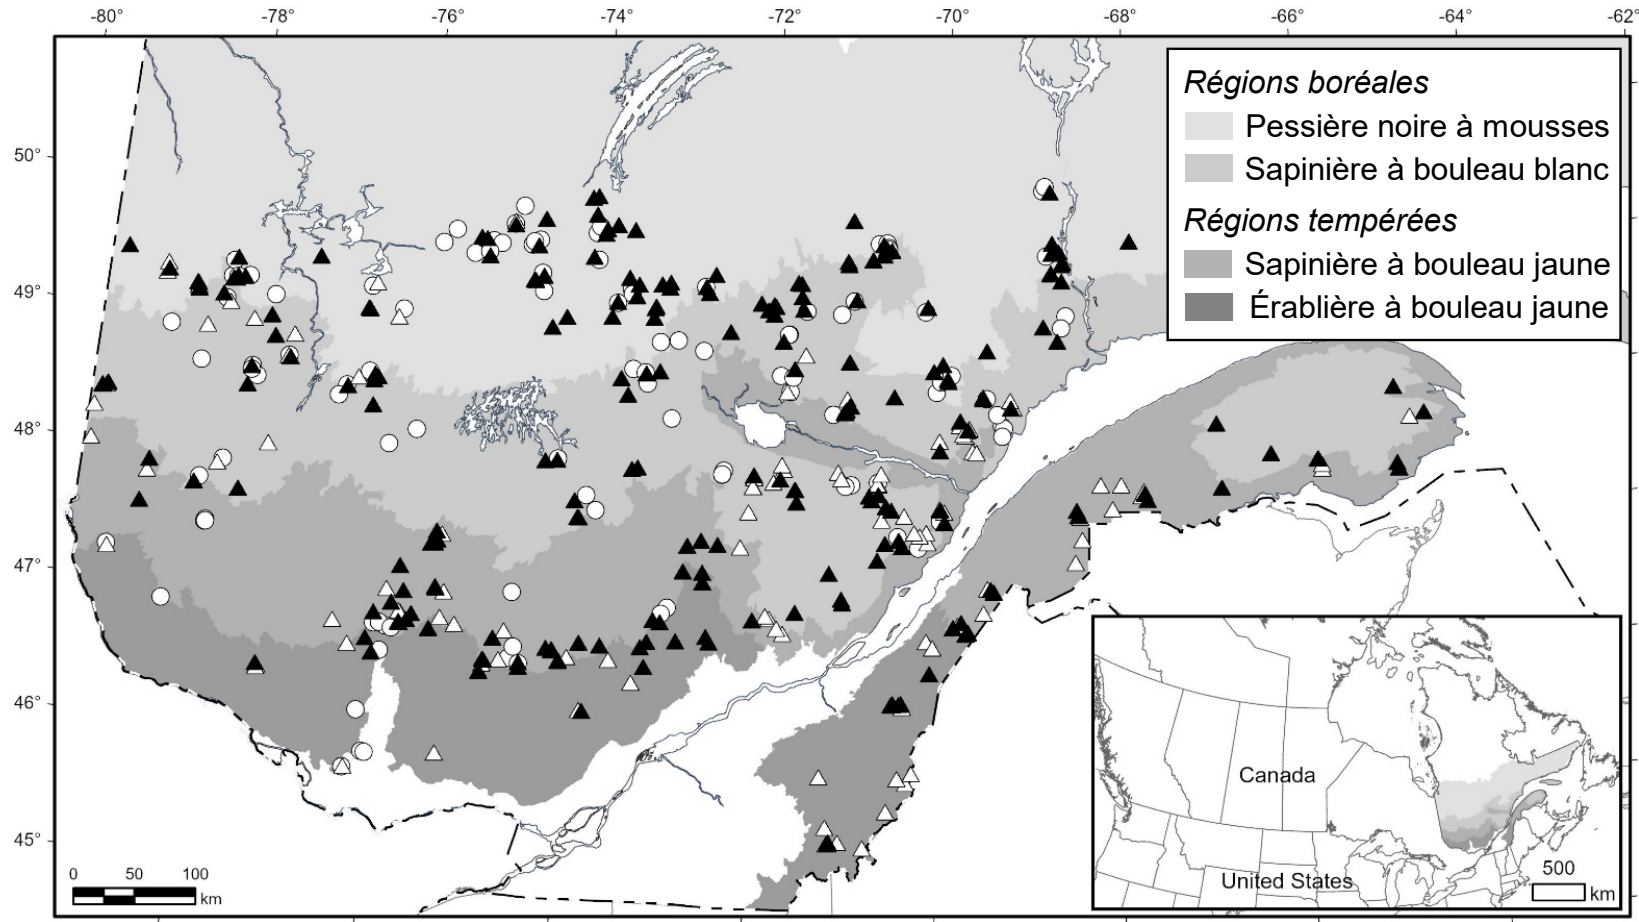 -80° -78° -76° -74° -72° -70° -68° -66° -64° -62°
Régions boréales
Pessière noire à mousses
Sapinière à bouleau blanc
Régions tempérées
Sapinière à bouleau jaune
Érablière à bouleau jaune
50°
49°
48°
47°
46°
45°
0 50 100
km
Canada
United States
500
km